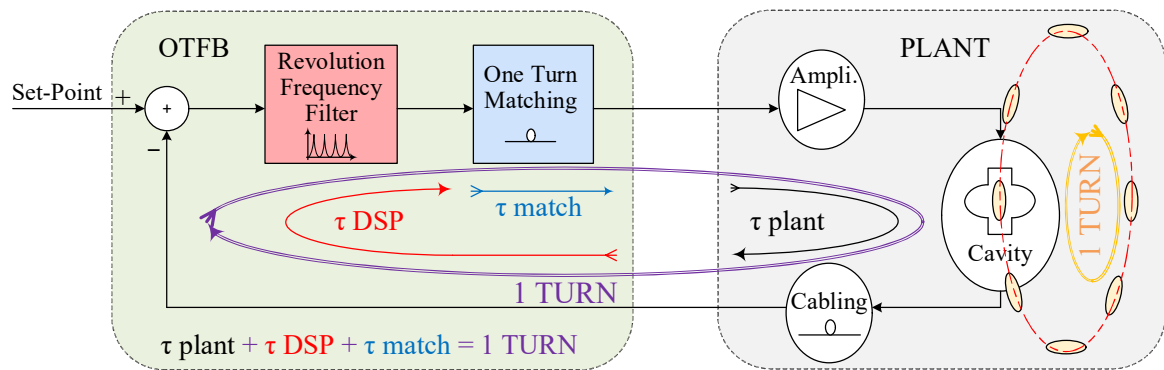 OTFB
PLANT
Set-Point
+
+
−
Revolution
Frequency
Filter
One Turn
Matching
Ampli.
τ DSP
τ match
τ plant
1 TURN
Cavity
1 TURN
Cabling
τ plant + τ DSP + τ match = 1 TURN